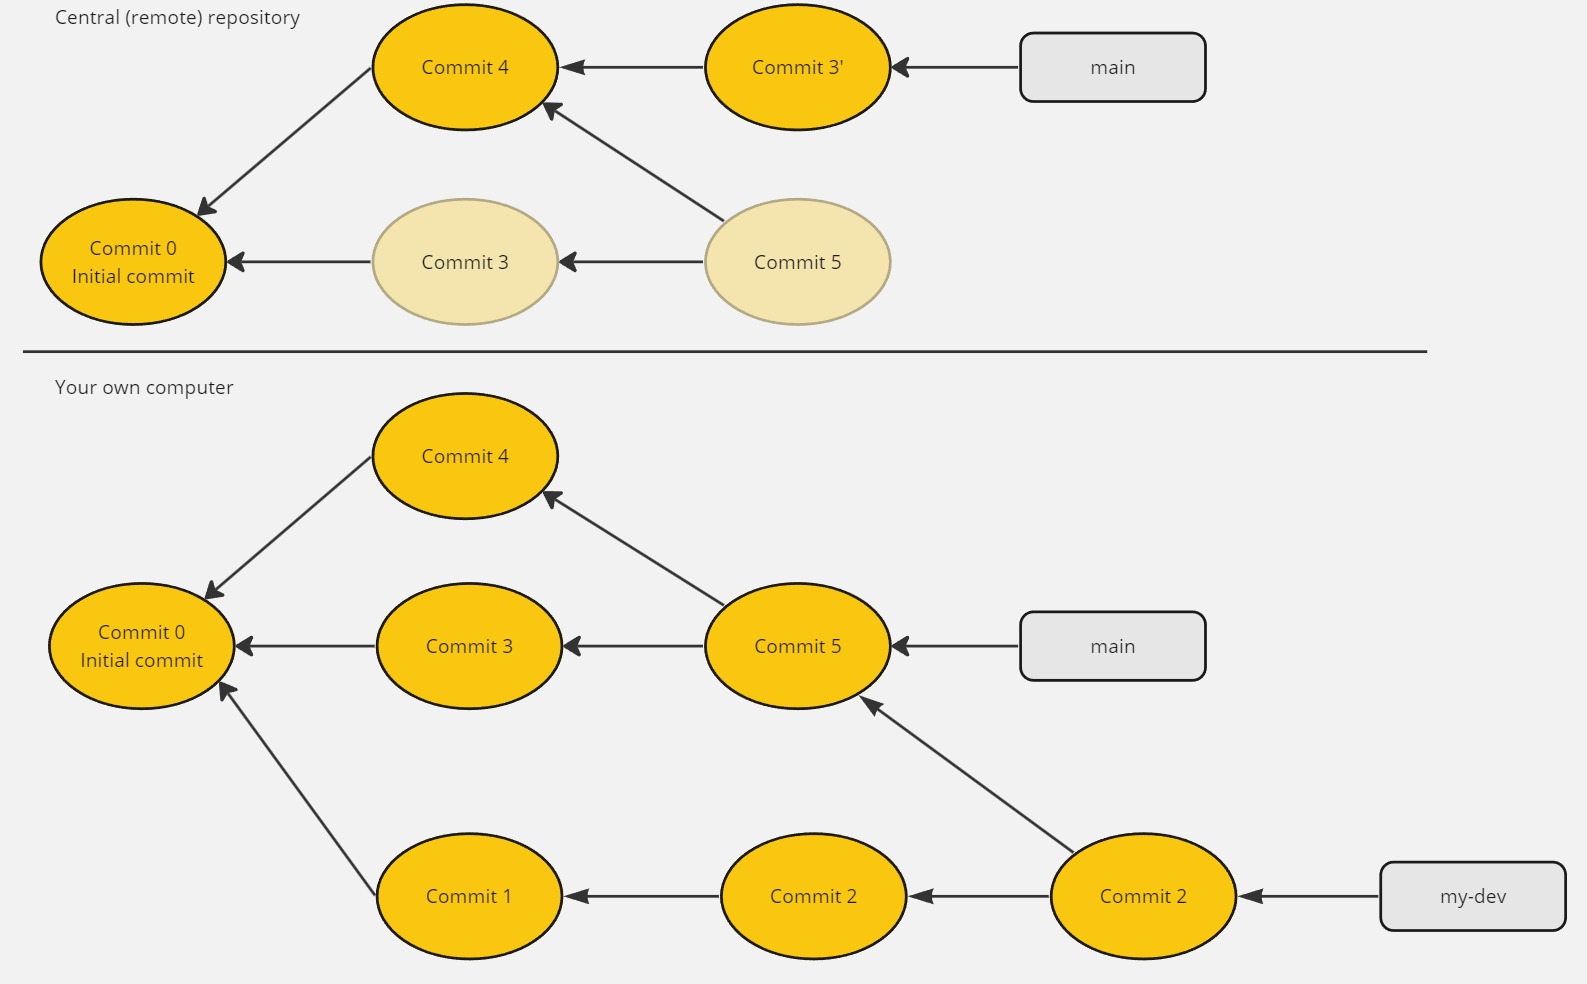 Central (remote) repository
Commit 4
Commit 3'
main
Commit 0
Initial commit
Commit 3
Commit 5
Your own computer
Commit 4
Commit 0
Initial commit
Commit 3
Commit 5
main
Commit 1
Commit 2
Commit 2
my-dev